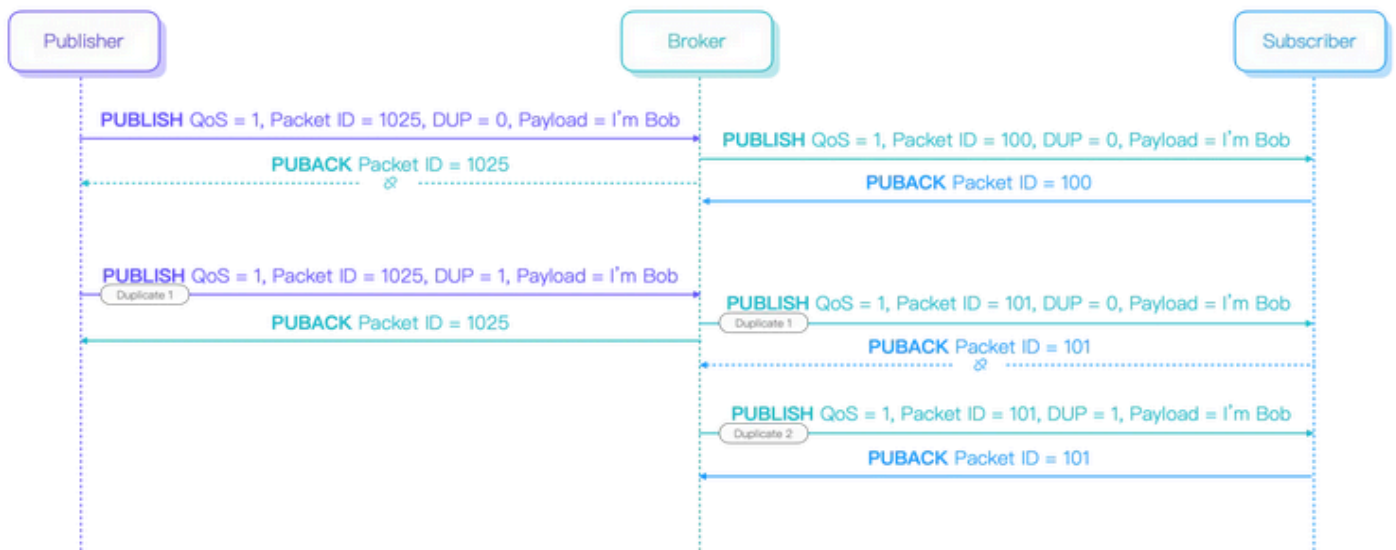 Publisher
Broker
Subscriber
PUBLISH QoS = 1, Packet ID = 1025, DUP = 0, Payload = I'm Bob
PUBLISH QoS = 1, Packet ID = 100, DUP = 0, Payload = I'm Bob
PUBACK Packet ID = 1025
PUBACK Packet ID = 100
PUBLISH QoS = 1, Packet ID = 1025, DUP = 1, Payload = I'm Bob
Duplicate 1
PUBLISH QoS = 1, Packet ID = 101, DUP = 0, Payload = I'm Bob
Duplicate 1
PUBACK Packet ID = 1025
PUBACK Packet ID = 101
PUBLISH QoS = 1, Packet ID = 101, DUP = 1, Payload = I'm Bob
Duplicate 2
PUBACK Packet ID = 101